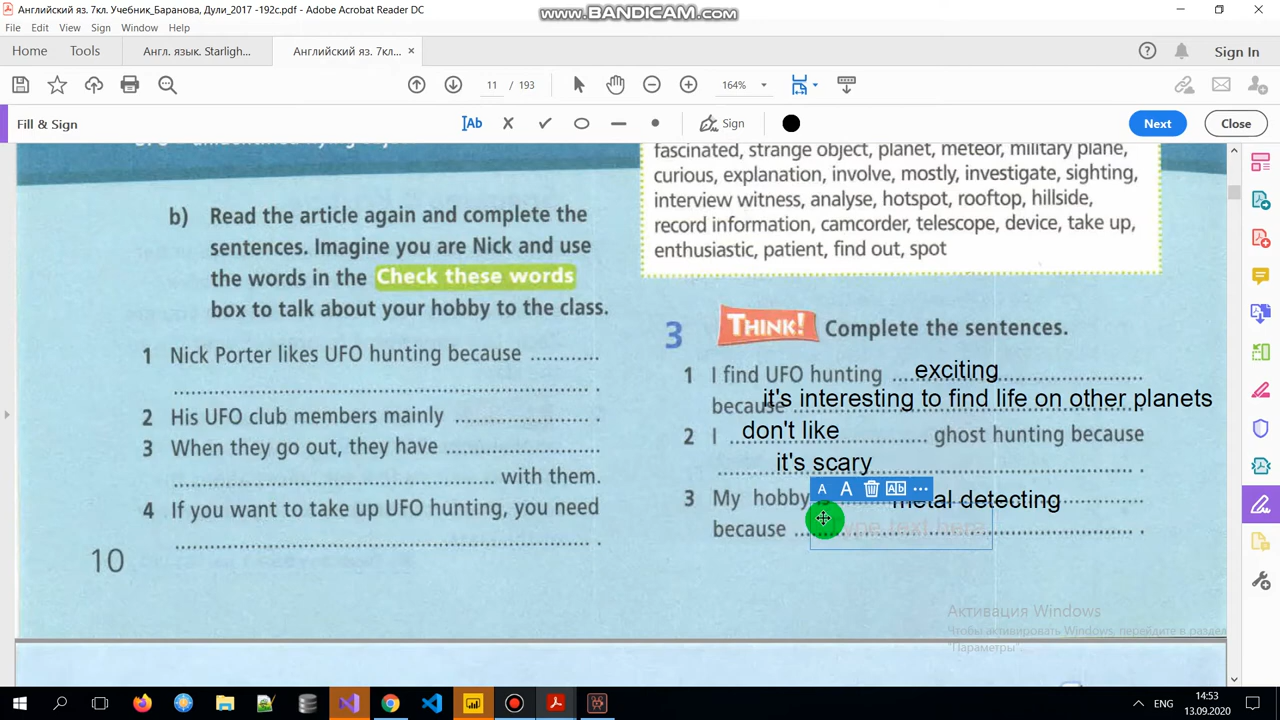 Английский яз. 7кл. Учебник_Баранова, Дули_2017 -192c.pdf - Adobe Acrobat Reader DC
www.BANDICAM.com
File Edit View Sign Window Help
Home Tools Англ. язык. Starligh... Английский яз. 7кл... × Sign In
11 / 193 164%
Fill & Sign Ab Sign Next Close
fascinated, strange object, planet, meteor, military plane,
curious, explanation, involve, mostly, investigate, sighting,
interview witness, analyse, hotspot, rooftop, hillside,
record information, camcorder, telescope, device, take up,
enthusiastic, patient, find out, spot
b) Read the article again and complete the
sentences. Imagine you are Nick and use
the words in the Check these words
box to talk about your hobby to the class.
1 Nick Porter likes UFO hunting because ............
.................................................................... .
2 His UFO club members mainly ...................... .
3 When they go out, they have ........................
..................................................... with them.
4 If you want to take up UFO hunting, you need
.................................................................... .
10
3 THINK! Complete the sentences.
1 I find UFO hunting exciting
because it's interesting to find life on other planets
2 I don't like ghost hunting because
it's scary
A A Ab ...
3 My hobby is metal detecting
because Type text here
Активация Windows
Чтобы активировать Windows, перейдите в раздел
"Параметры".
ENG 14:53
13.09.2020